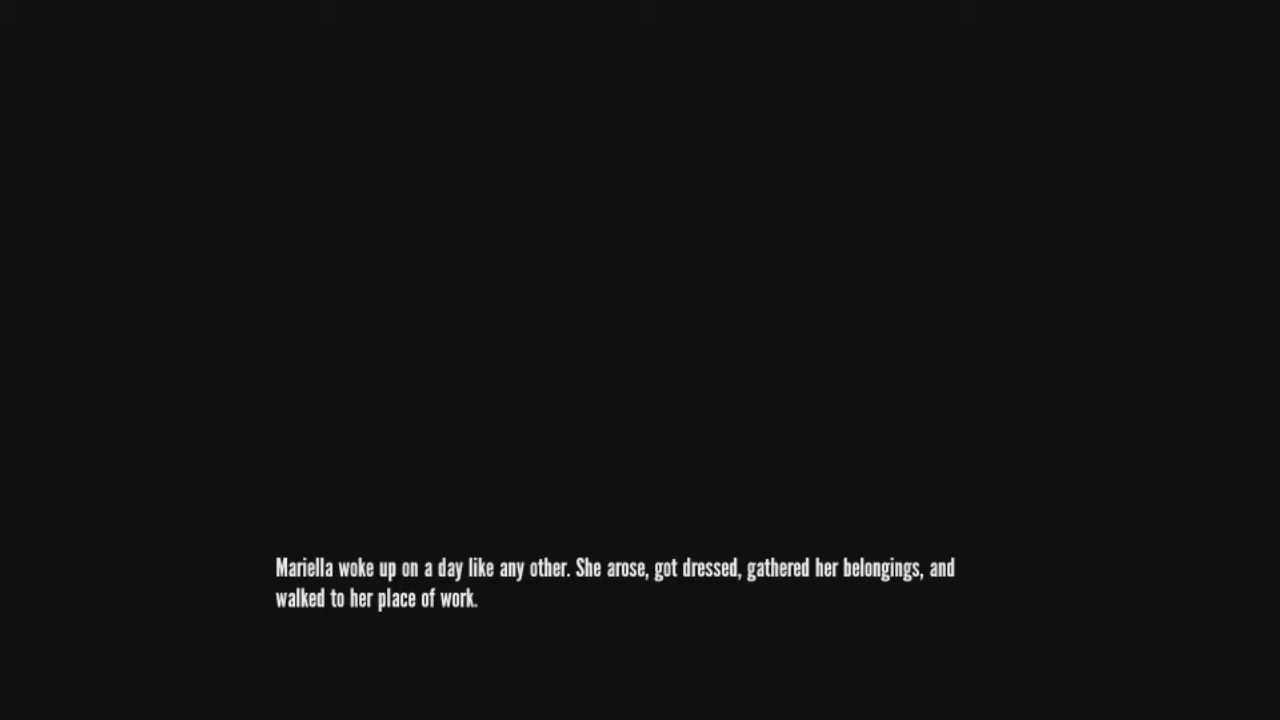 Mariella woke up on a day like any other. She arose, got dressed, gathered her belongings, and
walked to her place of work.